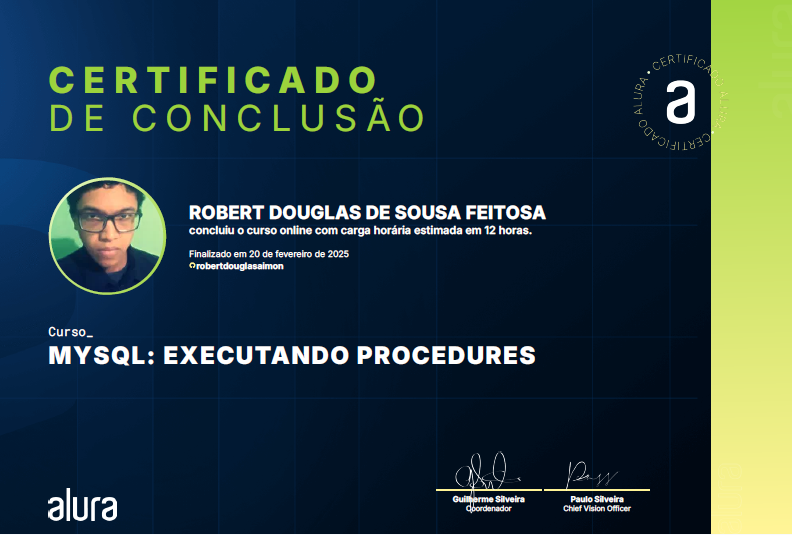 CERTIFICADO
DE CONCLUSÃO
• CERTIFICADO ALURA • CERTIFICADO ALURA
a
ROBERT DOUGLAS DE SOUSA FEITOSA
concluiu o curso online com carga horária estimada em 12 horas.
Finalizado em 20 de fevereiro de 2025
robertdouglasaimon
Curso_
MYSQL: EXECUTANDO PROCEDURES
alura
Guilherme Silveira
Coordenador
Paulo Silveira
Chief Vision Officer